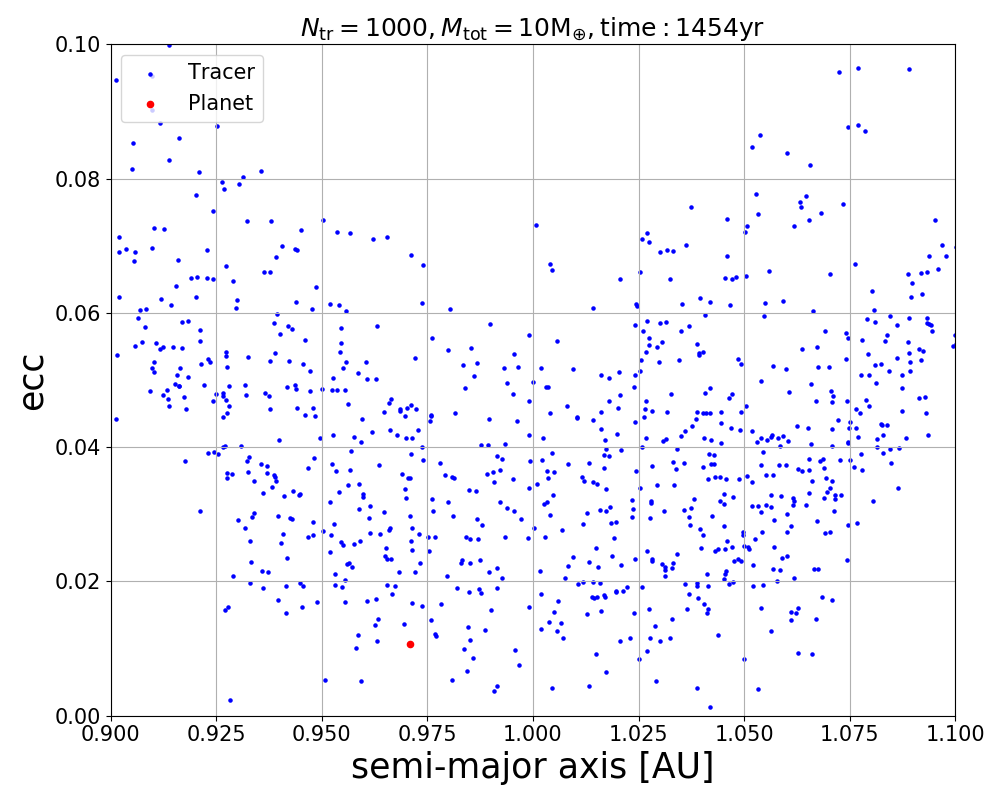 N_tr = 1000, M_tot = 10M_⊕, time : 1454yr
Tracer
Planet
ecc
0.10
0.08
0.06
0.04
0.02
0.00
0.900 0.925 0.950 0.975 1.000 1.025 1.050 1.075 1.100
semi-major axis [AU]